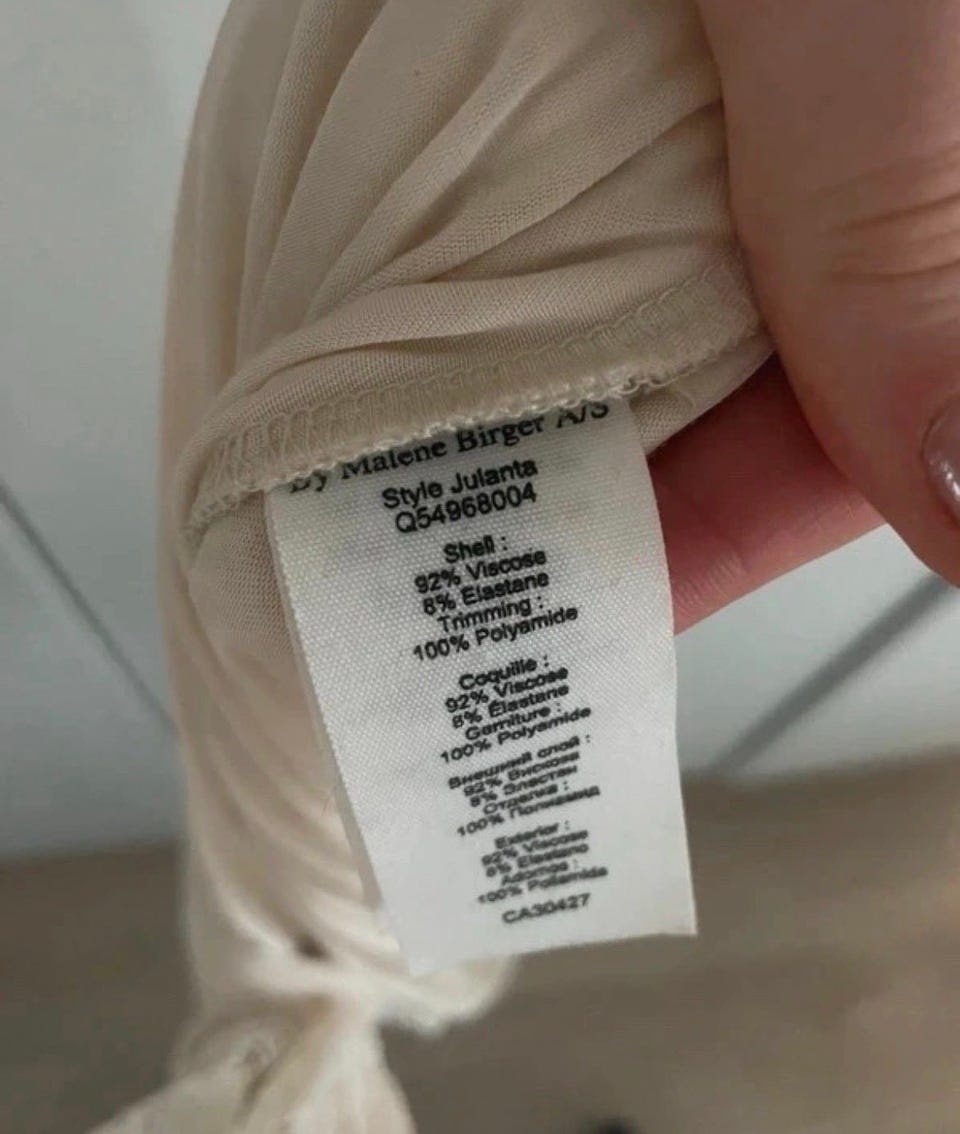 By Malene Birger A/S
Style Julanta
Q54968004
Shell :
92% Viscose
8% Elastane
Trimming :
100% Polyamide
Coquille :
92% Viscose
8% Élastane
Garniture :
100% Polyamide
Внешний слой :
92% Вискоза
8% Эластан
Отделка :
100% Полиамид
Exterior :
92% Viscose
8% Elastano
Adornos :
100% Poliamida
CA30427